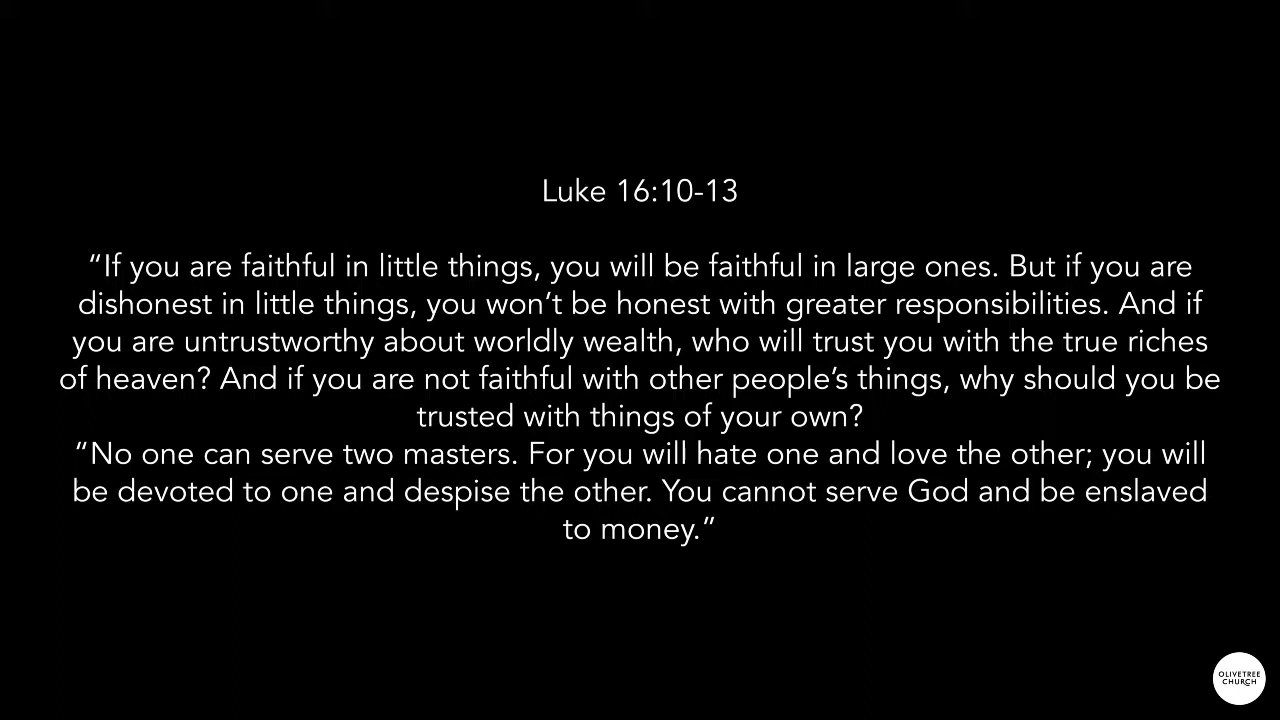 Luke 16:10-13
“If you are faithful in little things, you will be faithful in large ones. But if you are
dishonest in little things, you won’t be honest with greater responsibilities. And if
you are untrustworthy about worldly wealth, who will trust you with the true riches
of heaven? And if you are not faithful with other people’s things, why should you be
trusted with things of your own?
“No one can serve two masters. For you will hate one and love the other; you will
be devoted to one and despise the other. You cannot serve God and be enslaved
to money.”
OLIVETREE
CHURCH